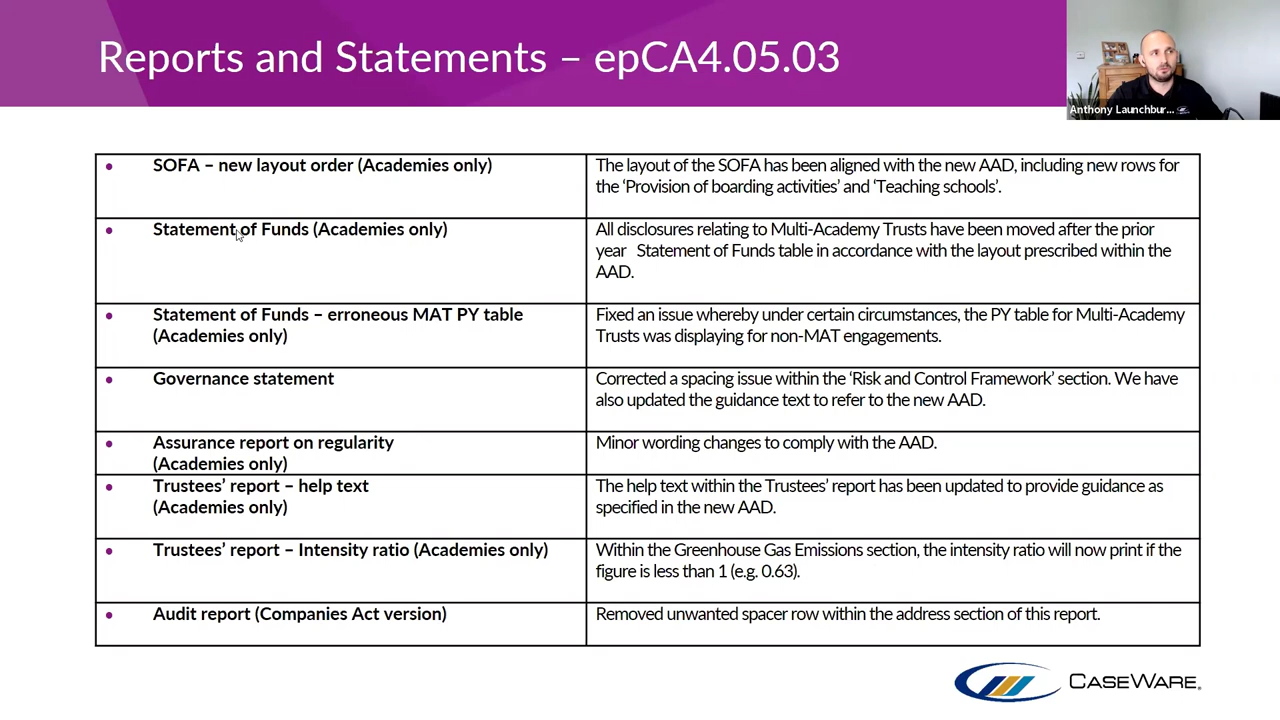 Reports and Statements – epCA4.05.03
Anthony Launchbur...
• SOFA – new layout order (Academies only)
The layout of the SOFA has been aligned with the new AAD, including new rows for
the ‘Provision of boarding activities’ and ‘Teaching schools’.
• Statement of Funds (Academies only)
All disclosures relating to Multi-Academy Trusts have been moved after the prior
year Statement of Funds table in accordance with the layout prescribed within the
AAD.
• Statement of Funds – erroneous MAT PY table
(Academies only)
Fixed an issue whereby under certain circumstances, the PY table for Multi-Academy
Trusts was displaying for non-MAT engagements.
• Governance statement
Corrected a spacing issue within the ‘Risk and Control Framework’ section. We have
also updated the guidance text to refer to the new AAD.
• Assurance report on regularity
(Academies only)
Minor wording changes to comply with the AAD.
• Trustees’ report – help text
(Academies only)
The help text within the Trustees’ report has been updated to provide guidance as
specified in the new AAD.
• Trustees’ report – Intensity ratio (Academies only)
Within the Greenhouse Gas Emissions section, the intensity ratio will now print if the
figure is less than 1 (e.g. 0.63).
• Audit report (Companies Act version)
Removed unwanted spacer row within the address section of this report.
CASEWARE®